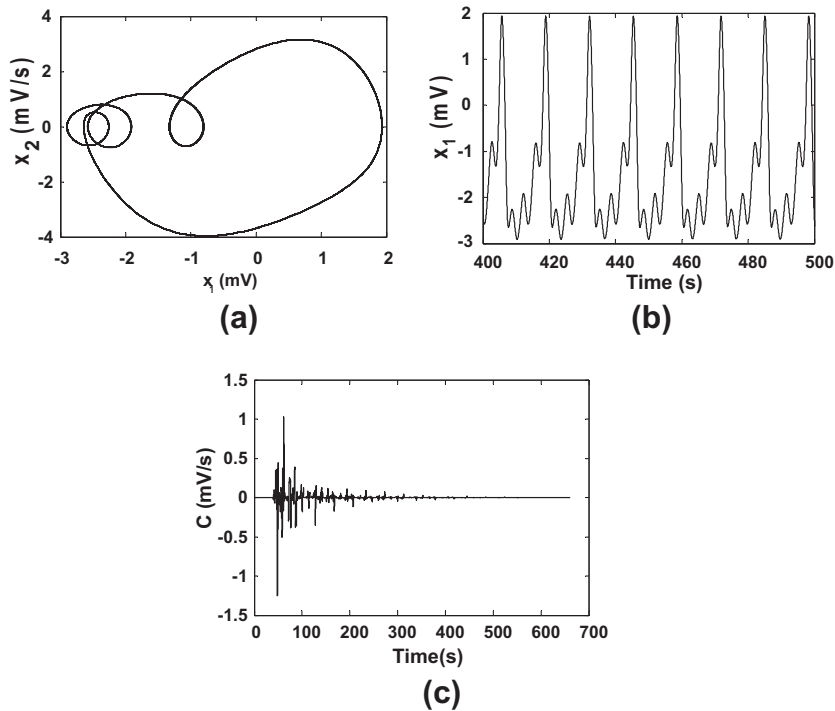 4
2
0
-2
-4
x2 (m V/s)
-3 -2 -1 0 1 2
xi (mV)
(a)
2
1
0
-1
-2
-3
x1 (m V)
400 420 440 460 480 500
Time (s)
(b)
1.5
1
0.5
0
-0.5
-1
-1.5
C (mV/s)
0 100 200 300 400 500 600 700
Time(s)
(c)